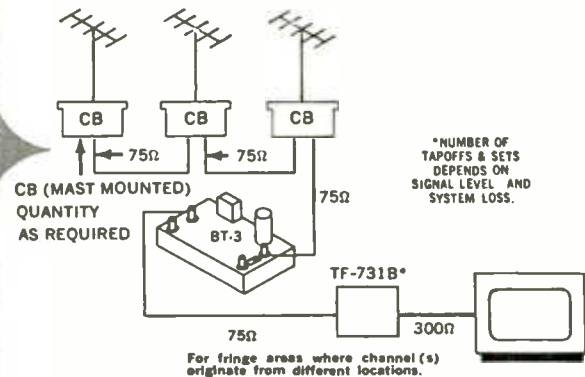 CB
CB
CB
75Ω
75Ω
CB (MAST MOUNTED)
QUANTITY
AS REQUIRED
*NUMBER OF
TAPOFFS & SETS
DEPENDS ON
SIGNAL LEVEL AND
SYSTEM LOSS.
75Ω
BT-3
TF-731B*
75Ω
300Ω
For fringe areas where channel(s)
originate from different locations.